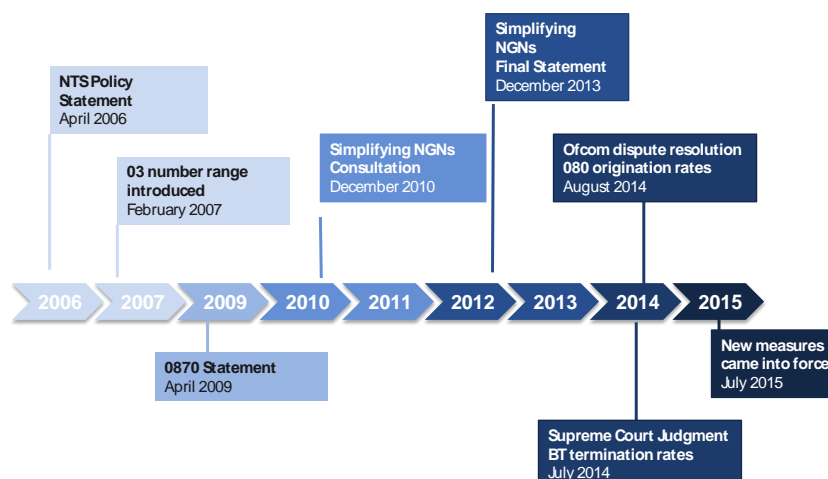 Simplifying
NGNs
Final Statement
December 2013
NTS Policy
Statement
April 2006
Simplifying NGNs
Consultation
December 2010
Ofcom dispute resolution
080 origination rates
August 2014
03 number range
introduced
February 2007
2006 2007 2009 2010 2011 2012 2013 2014 2015
0870 Statement
April 2009
New measures
came into force
July 2015
Supreme Court Judgment
BT termination rates
July 2014